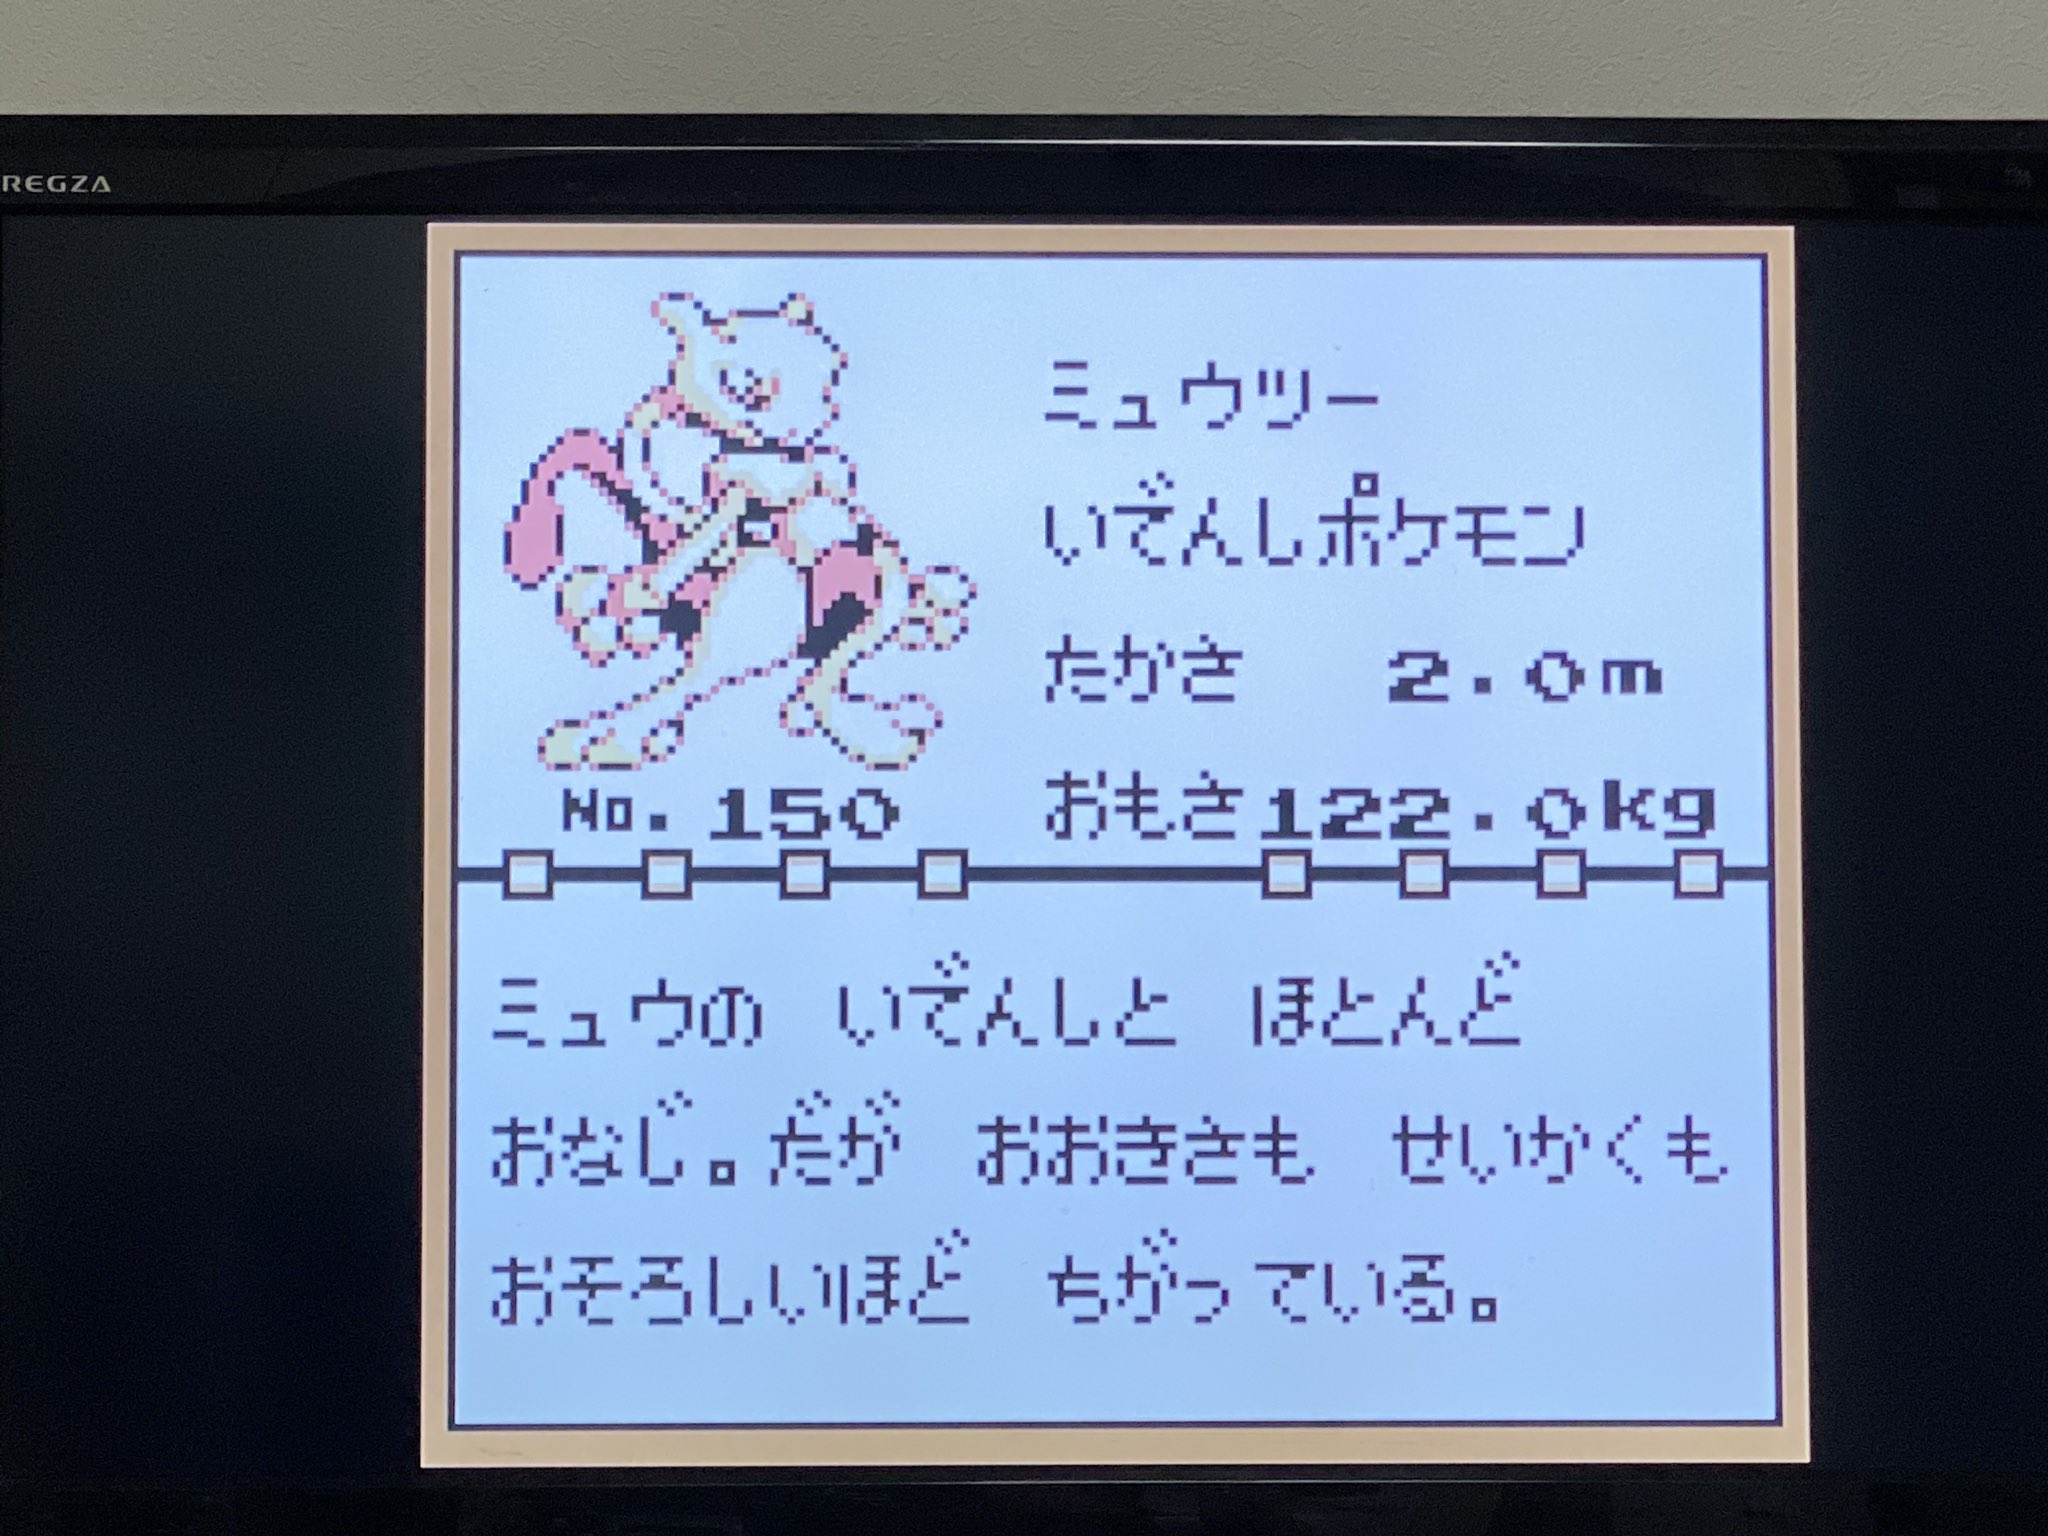 REGZA
ミュウツー
いでんしポケモン
たかさ 2.0m
おもさ122.0kg
No.150
ミュウの いでんしと ほとんど
おなじ。だが おおきさも せいかくも
おそろしいほど ちがっている。